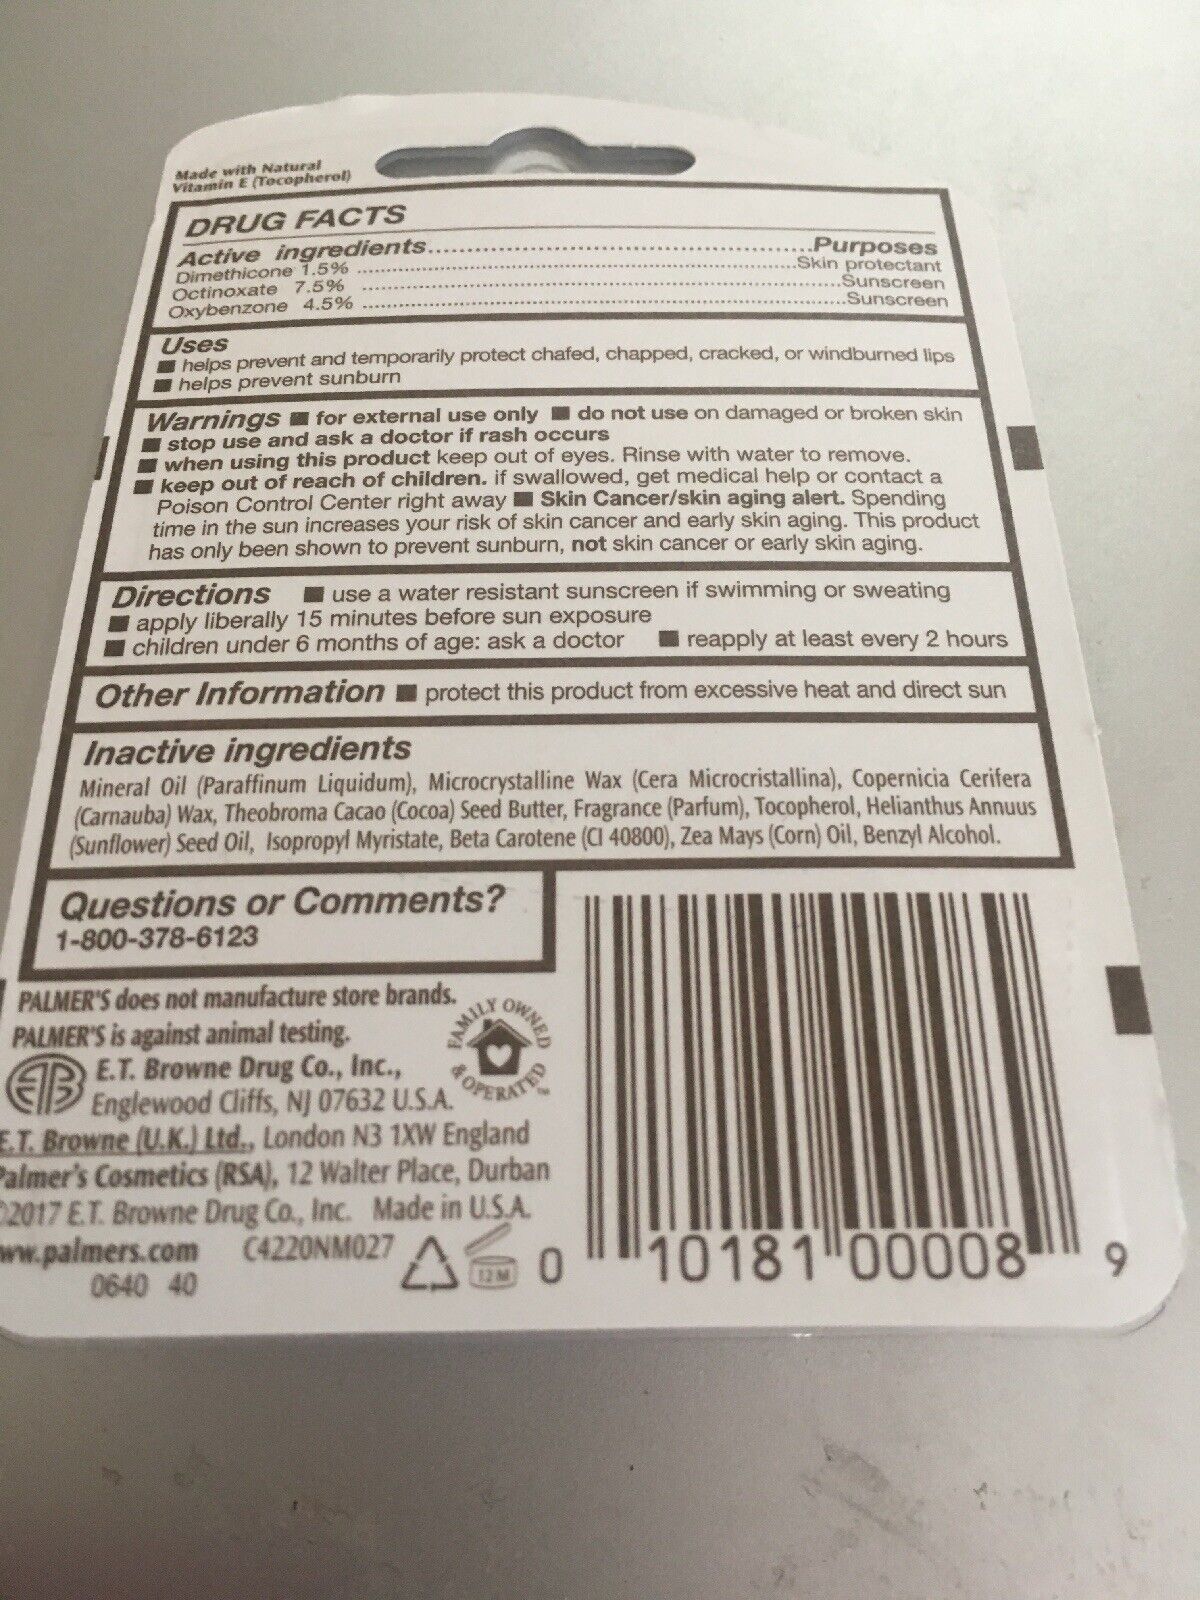 Made with Natural
Vitamin E (Tocopherol)
DRUG FACTS
Active ingredients..........Purposes
Dimethicone 1.5% ..........Skin protectant
Octinoxate 7.5% ..........Sunscreen
Oxybenzone 4.5% ..........Sunscreen
Uses
■ helps prevent and temporarily protect chafed, chapped, cracked, or windburned lips
■ helps prevent sunburn
Warnings ■ for external use only ■ do not use on damaged or broken skin
■ stop use and ask a doctor if rash occurs
■ when using this product keep out of eyes. Rinse with water to remove.
■ keep out of reach of children. if swallowed, get medical help or contact a
Poison Control Center right away ■ Skin Cancer/skin aging alert. Spending
time in the sun increases your risk of skin cancer and early skin aging. This product
has only been shown to prevent sunburn, not skin cancer or early skin aging.
Directions ■ use a water resistant sunscreen if swimming or sweating
■ apply liberally 15 minutes before sun exposure
■ children under 6 months of age: ask a doctor ■ reapply at least every 2 hours
Other Information ■ protect this product from excessive heat and direct sun
Inactive ingredients
Mineral Oil (Paraffinum Liquidum), Microcrystalline Wax (Cera Microcristallina), Copernicia Cerifera
(Carnauba) Wax, Theobroma Cacao (Cocoa) Seed Butter, Fragrance (Parfum), Tocopherol, Helianthus Annuus
(Sunflower) Seed Oil, Isopropyl Myristate, Beta Carotene (CI 40800), Zea Mays (Corn) Oil, Benzyl Alcohol.
Questions or Comments?
1-800-378-6123
PALMER'S does not manufacture store brands.
PALMER'S is against animal testing.
FAMILY OWNED
& OPERATED
E.T. Browne Drug Co., Inc.,
Englewood Cliffs, NJ 07632 U.S.A.
E.T. Browne (U.K.) Ltd., London N3 1XW England
Palmer's Cosmetics (RSA), 12 Walter Place, Durban
©2017 E.T. Browne Drug Co., Inc. Made in U.S.A.
ww.palmers.com C4220NM027
0640 40
12M
0 10181 00008 9